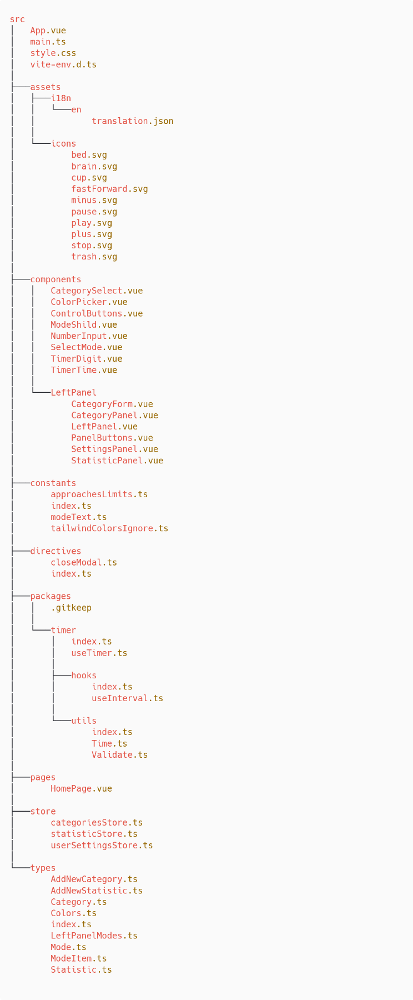 src
App.vue
main.ts
style.css
vite-env.d.ts
assets
i18n
en
translation.json
icons
bed.svg
brain.svg
cup.svg
fastForward.svg
minus.svg
pause.svg
play.svg
plus.svg
stop.svg
trash.svg
components
CategorySelect.vue
ColorPicker.vue
ControlButtons.vue
ModeShild.vue
NumberInput.vue
SelectMode.vue
TimerDigit.vue
TimerTime.vue
LeftPanel
CategoryForm.vue
CategoryPanel.vue
LeftPanel.vue
PanelButtons.vue
SettingsPanel.vue
StatisticPanel.vue
constants
approachesLimits.ts
index.ts
modeText.ts
tailwindColorsIgnore.ts
directives
closeModal.ts
index.ts
packages
.gitkeep
timer
index.ts
useTimer.ts
hooks
index.ts
useInterval.ts
utils
index.ts
Time.ts
Validate.ts
pages
HomePage.vue
store
categoriesStore.ts
statisticStore.ts
userSettingsStore.ts
types
AddNewCategory.ts
AddNewStatistic.ts
Category.ts
Colors.ts
index.ts
LeftPanelModes.ts
Mode.ts
ModeItem.ts
Statistic.ts